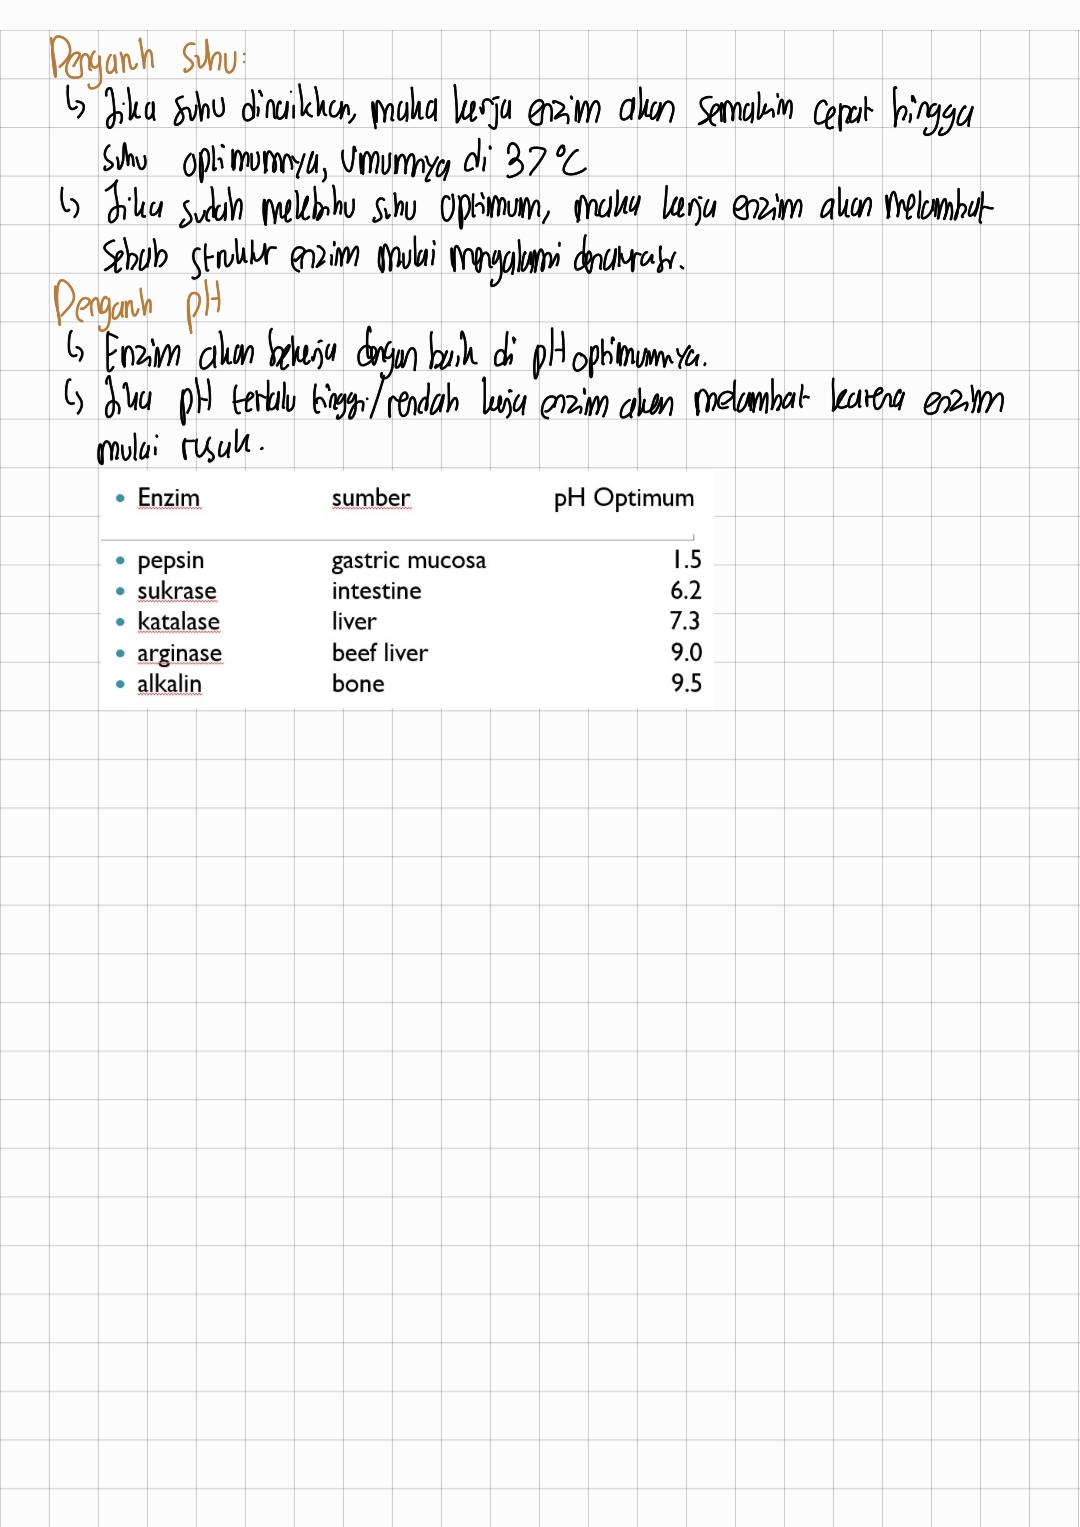 Pengaruh suhu:
↳ Jika suhu dinaikkan, maka kerja enzim akan semakin cepat hingga
suhu optimumnya, umumnya di 37°C
↳ Jika sudah melebihi suhu optimum, maka kerja enzim akan melambat
sebab struktur enzim mulai mengalami denaturasi.
Pengaruh pH
↳ Enzim akan bekerja dengan baik di pH optimumnya.
↳ Jika pH terlalu tinggi/rendah kerja enzim akan melambat karena enzim
mulai rusak.
• Enzim sumber pH Optimum
• pepsin gastric mucosa 1.5
• sukrase intestine 6.2
• katalase liver 7.3
• arginase beef liver 9.0
• alkalin bone 9.5